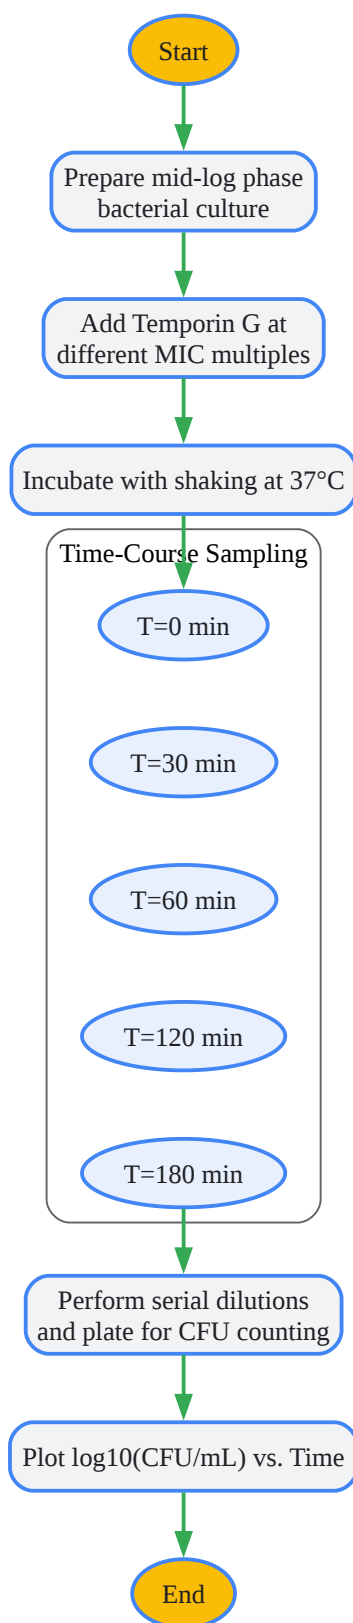 Start
Prepare mid-log phase
bacterial culture
Add Temporin G at
different MIC multiples
Incubate with shaking at 37°C
Time-Course Sampling
T=0 min
T=30 min
T=60 min
T=120 min
T=180 min
Perform serial dilutions
and plate for CFU counting
Plot log10(CFU/mL) vs. Time
End